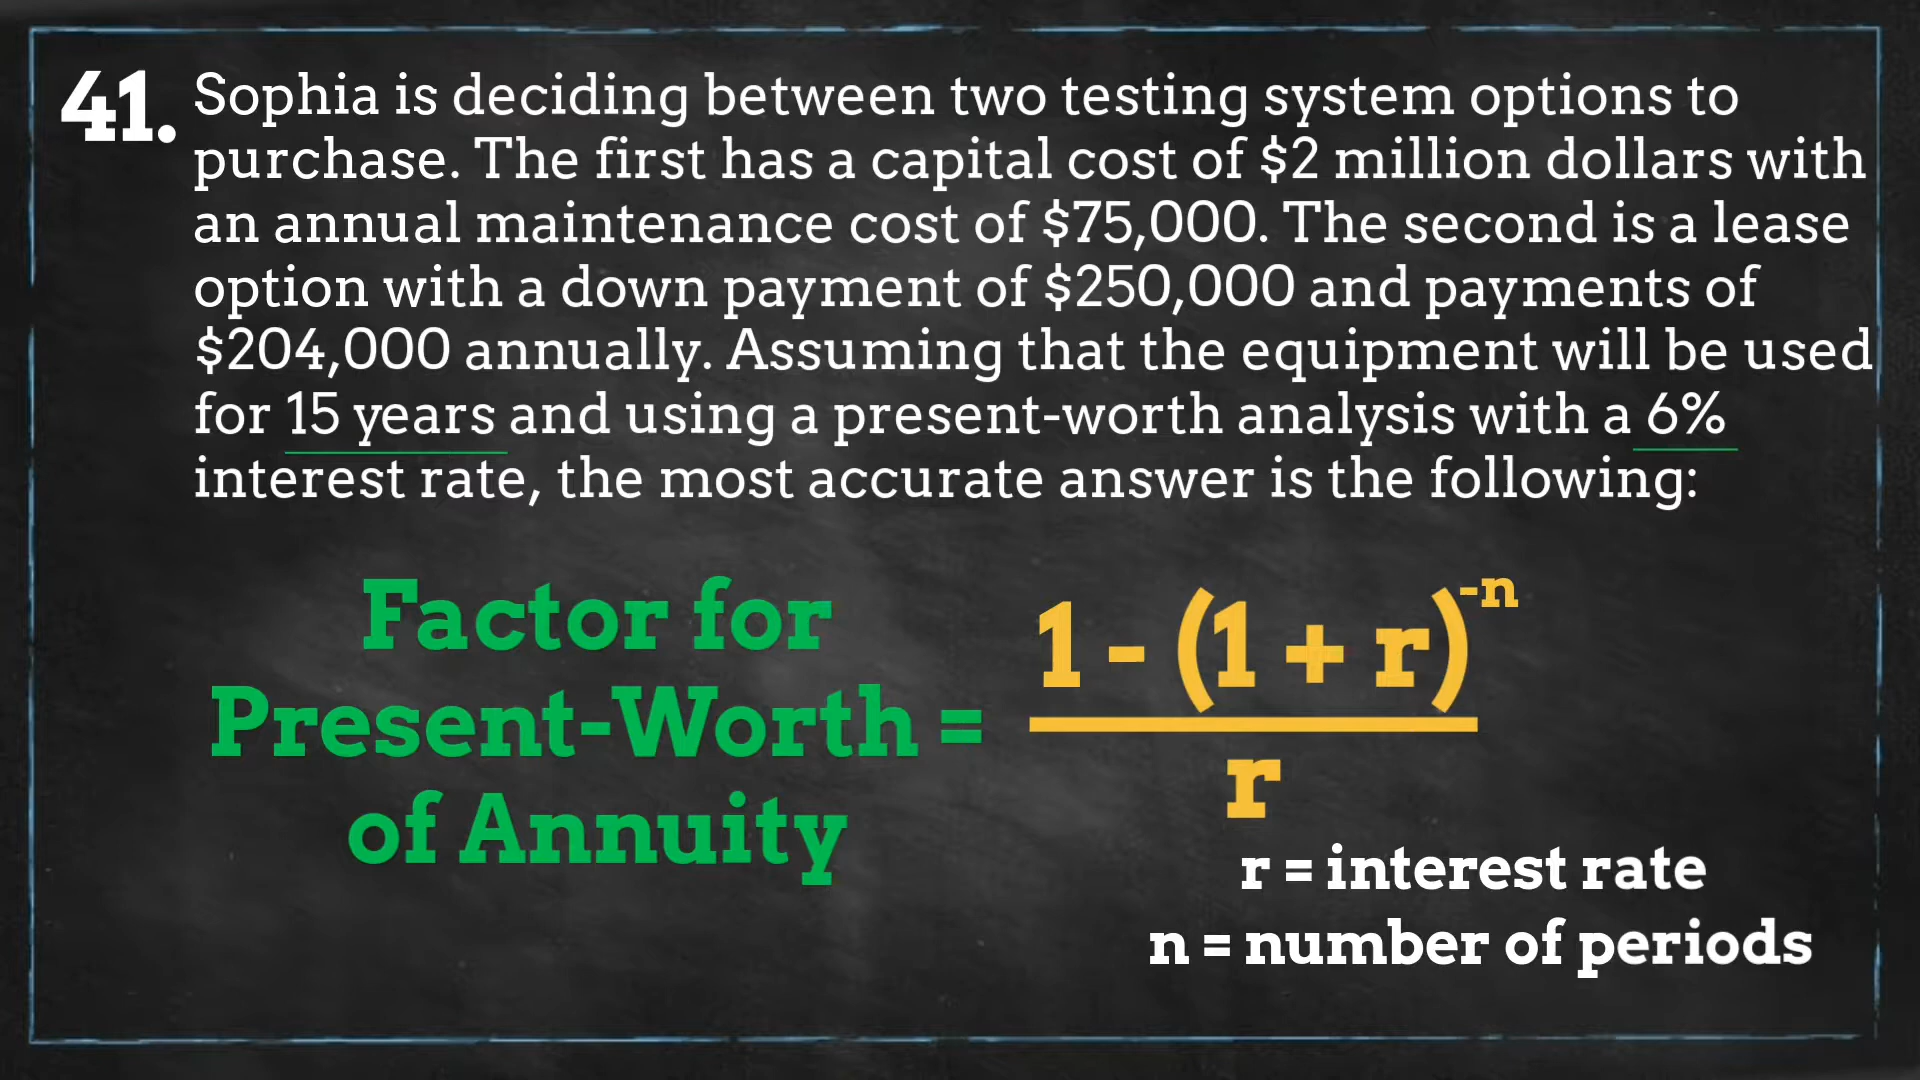 41. Sophia is deciding between two testing system options to
purchase. The first has a capital cost of $2 million dollars with
an annual maintenance cost of $75,000. The second is a lease
option with a down payment of $250,000 and payments of
$204,000 annually. Assuming that the equipment will be used
for 15 years and using a present-worth analysis with a 6%
interest rate, the most accurate answer is the following:
Factor for
Present-Worth =
of Annuity
1 - (1 + r)^-n
r
r = interest rate
n = number of periods